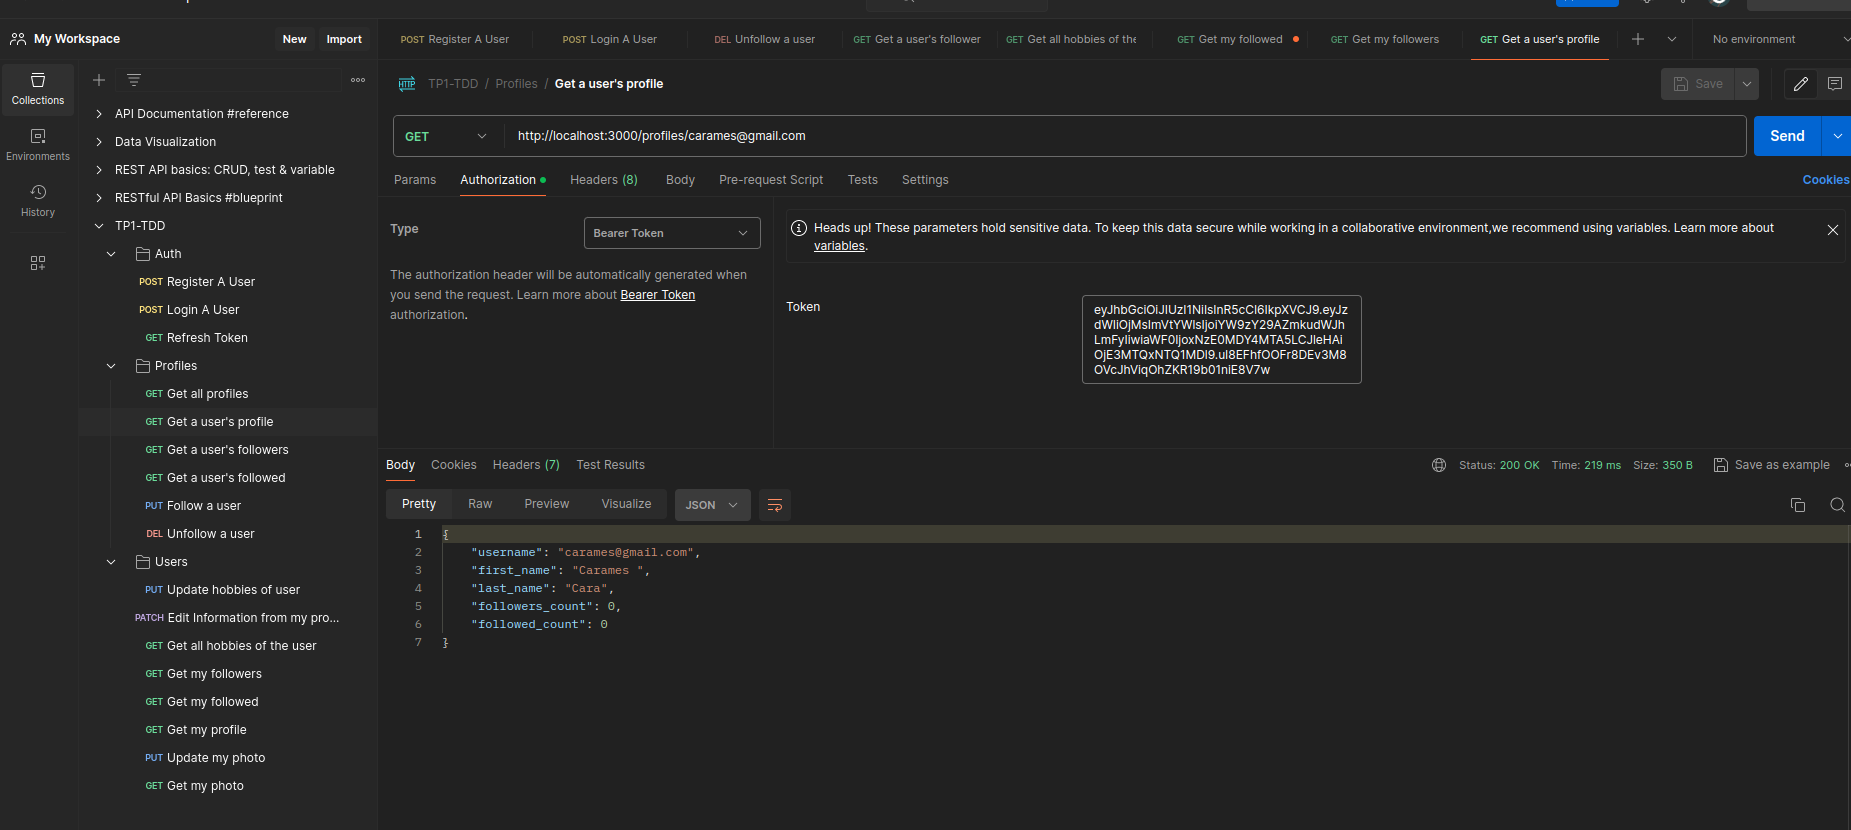 My Workspace
New
Import
POST Register A User
POST Login A User
DEL Unfollow a user
GET Get a user's follower
GET Get all hobbies of the
GET Get my followed
GET Get my followers
GET Get a user's profile
No environment
Collections
Environments
History
API Documentation #reference
Data Visualization
REST API basics: CRUD, test & variable
RESTful API Basics #blueprint
TP1-TDD
Auth
POST Register A User
POST Login A User
GET Refresh Token
Profiles
GET Get all profiles
GET Get a user's profile
GET Get a user's followers
GET Get a user's followed
PUT Follow a user
DEL Unfollow a user
Users
PUT Update hobbies of user
PATCH Edit Information from my pro...
GET Get all hobbies of the user
GET Get my followers
GET Get my followed
GET Get my profile
PUT Update my photo
GET Get my photo
HTTP TP1-TDD / Profiles / Get a user's profile
Save
GET
http://localhost:3000/profiles/carames@gmail.com
Send
Params
Authorization
Headers (8)
Body
Pre-request Script
Tests
Settings
Cookies
Type
Bearer Token
The authorization header will be automatically generated when
you send the request. Learn more about Bearer Token
authorization.
Heads up! These parameters hold sensitive data. To keep this data secure while working in a collaborative environment,we recommend using variables. Learn more about
variables.
Token
Body
Cookies
Headers (7)
Test Results
Status: 200 OK
Time: 219 ms
Size: 350 B
Save as example
Pretty
Raw
Preview
Visualize
JSON
1 {
2 "username": "carames@gmail.com",
3 "first_name": "Carames ",
4 "last_name": "Cara",
5 "followers_count": 0,
6 "followed_count": 0
7 }